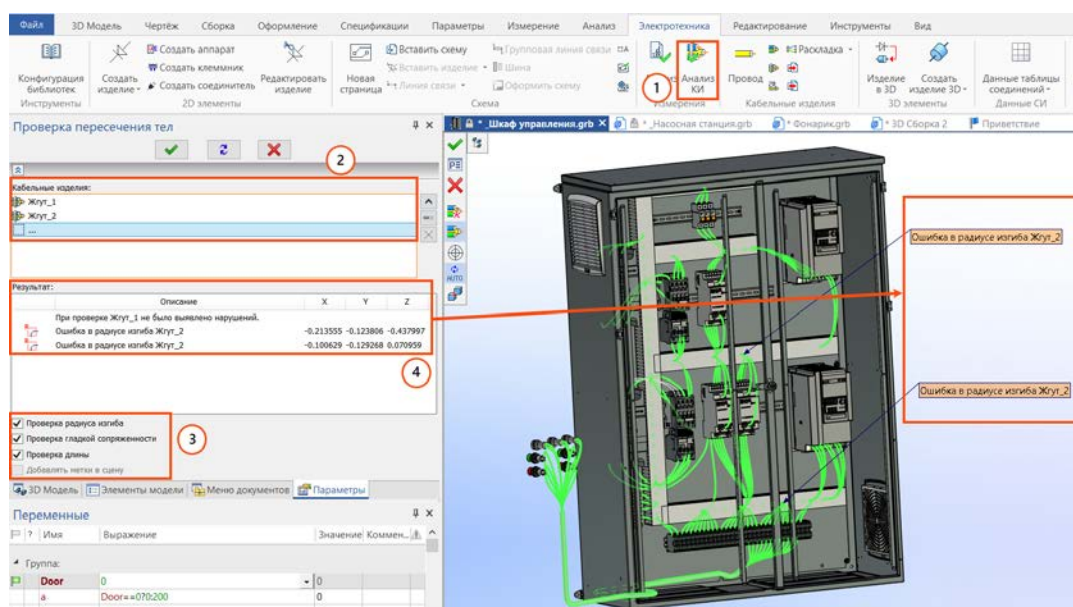 Файл 3D Модель Чертёж Сборка Оформление Спецификации Параметры Измерение Анализ Электротехника Редактирование Инструменты Вид
Конфигурация библиотек
Создать изделие
Создать аппарат
Создать клеммник
Создать соединитель
Редактировать изделие
Новая страница
Вставить схему
Вставить изделие
Линия связи
Групповая линия связи
Шина
Оформить схему
1
Анализ КИ
Провод
Раскладка
Изделие в 3D
Создать изделие 3D
Данные таблицы соединений
Инструменты 2D элементы Схема Измерения Кабельные изделия 3D элементы Данные СИ
Проверка пересечения тел
*_Шкаф управления.grb * _Насосная станция.grb * Фонарик.grb * 3D Сборка 2 Приветствие
2
Кабельные изделия:
Жгут_1
Жгут_2
...
AUTO
Результат:
Описание X Y Z
При проверке Жгут_1 не было выявлено нарушений.
Ошибка в радиусе изгиба Жгут_2 -0.213555 -0.123806 -0.437997
Ошибка в радиусе изгиба Жгут_2 -0.100629 -0.129268 0.070959
4
Ошибка в радиусе изгиба Жгут_2
Ошибка в радиусе изгиба Жгут_2
Проверка радиуса изгиба
Проверка гладкой сопряженности
Проверка длины
Добавлять метки в сцену
3
3D Модель Элементы модели Меню документов Параметры
Переменные
? Имя Выражение Значение Коммен...
Группа:
Door 0 0
a Door==0?0:200 0